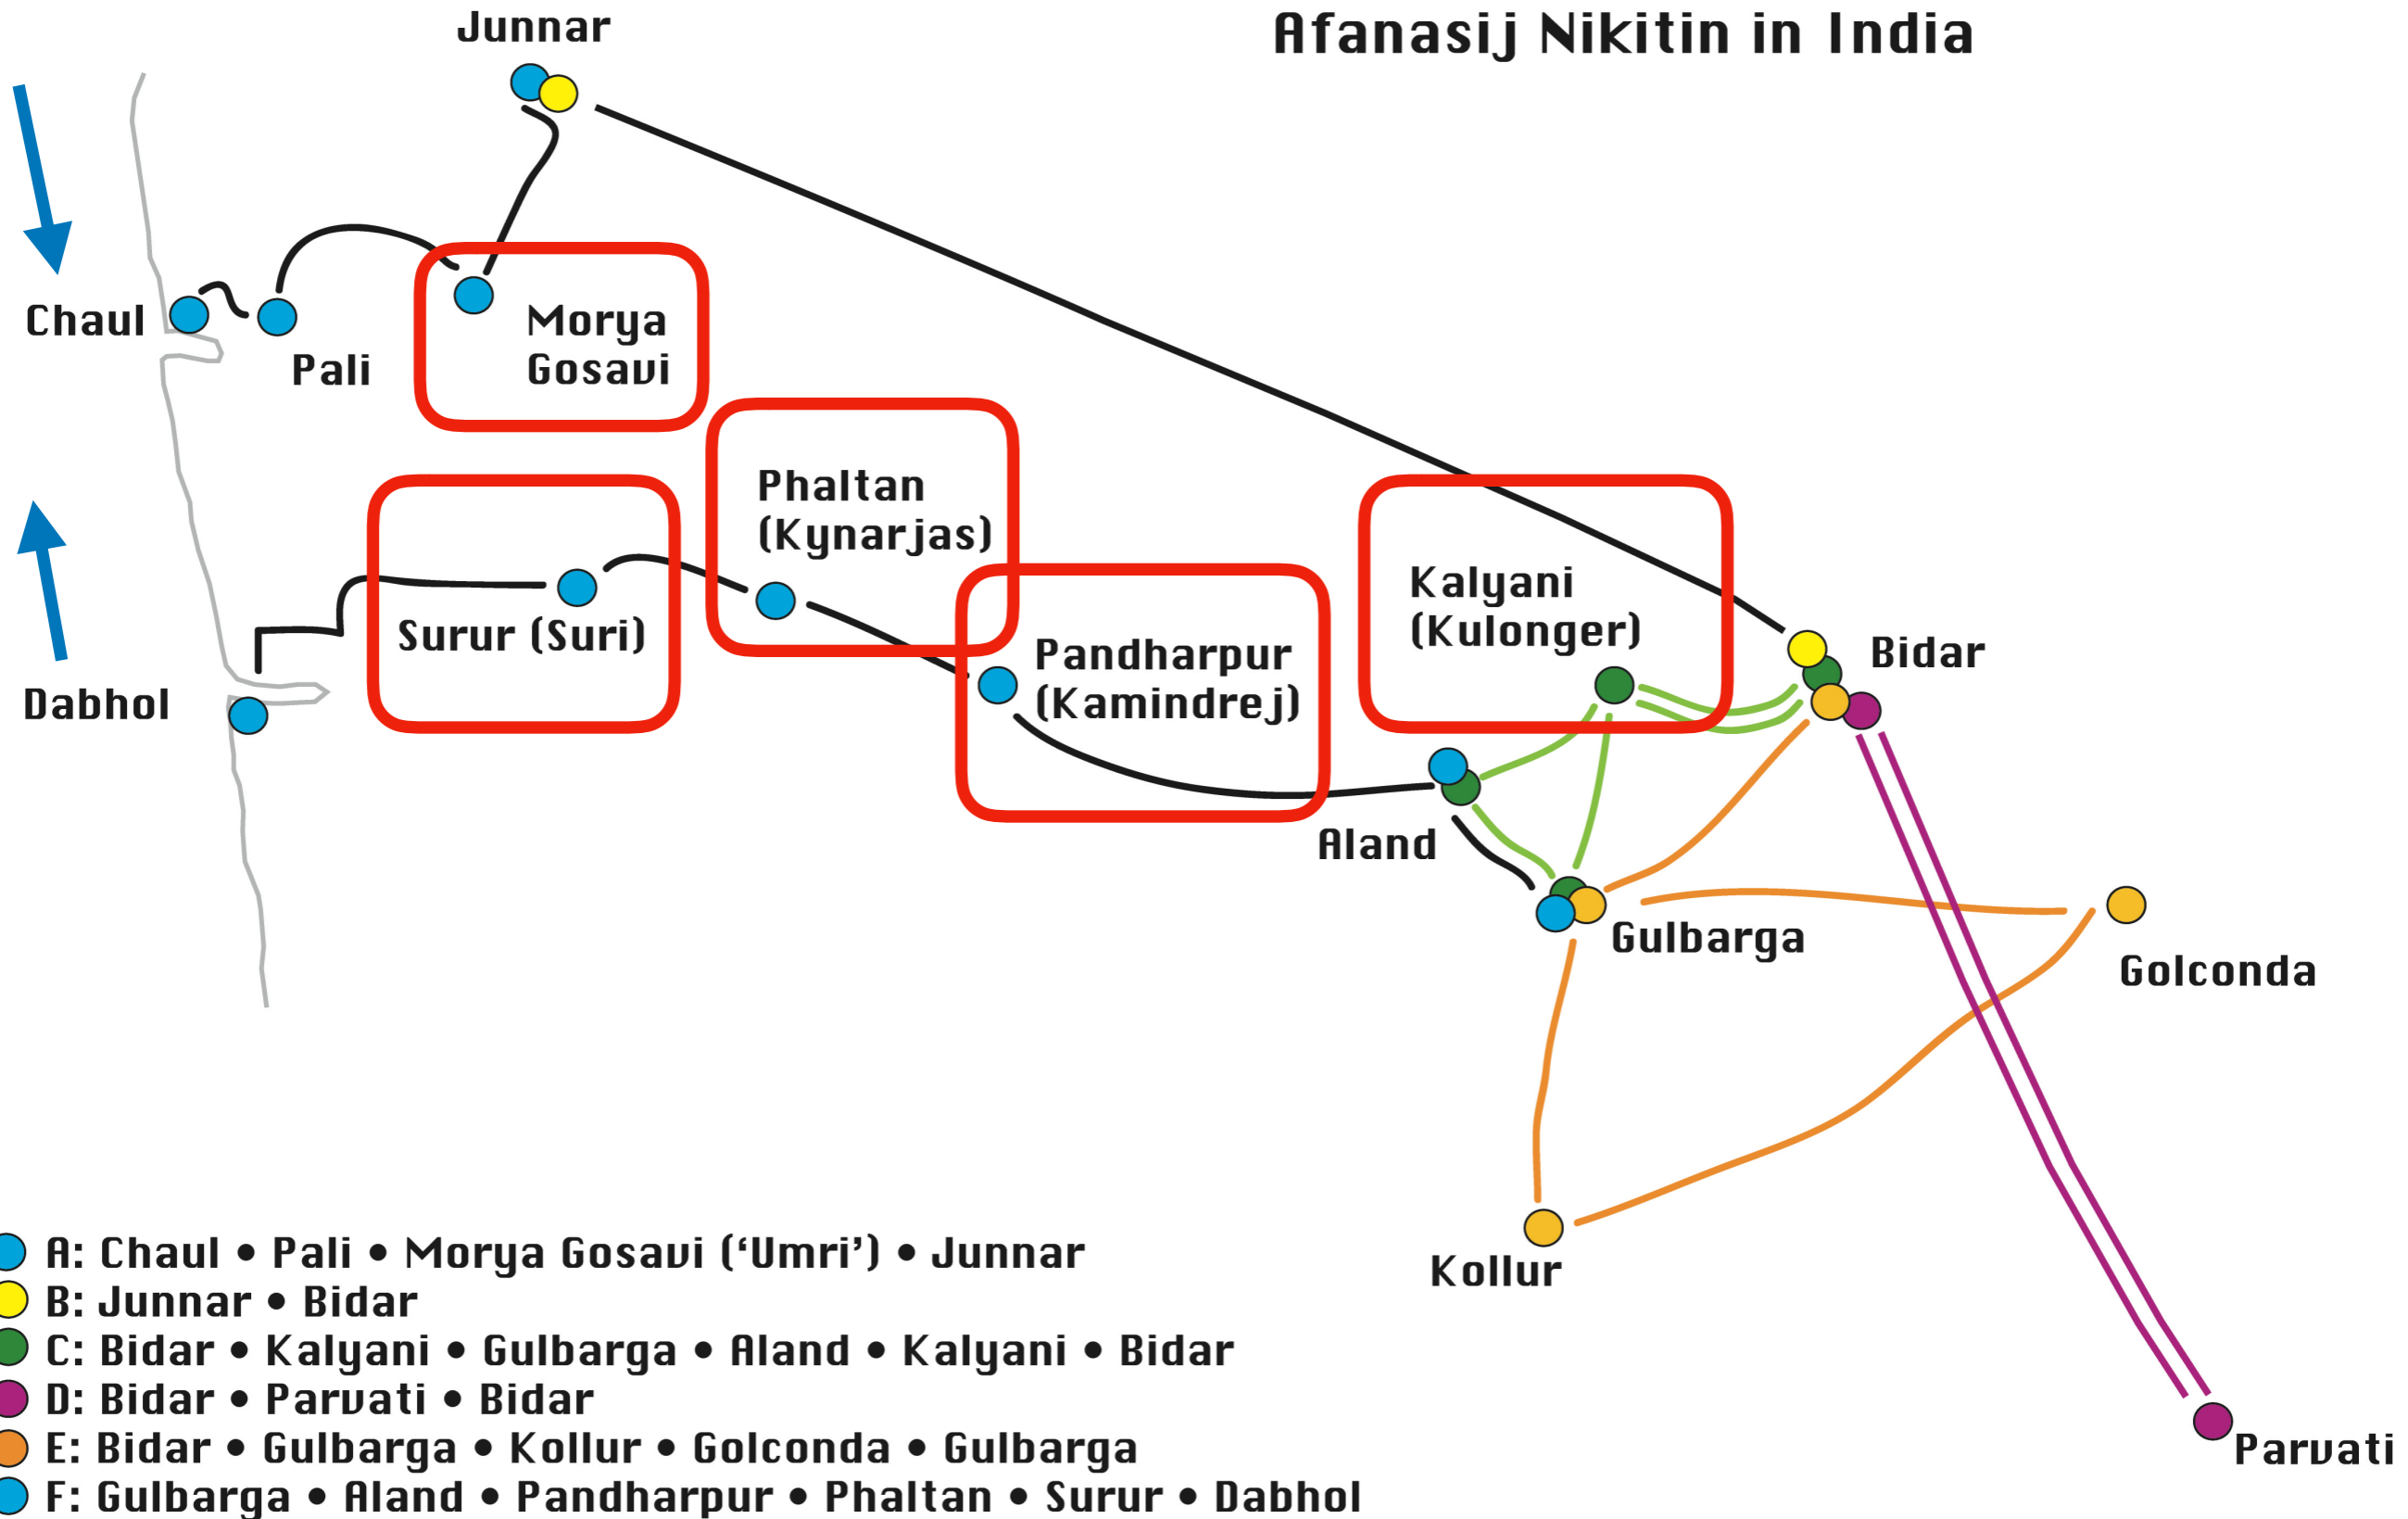 Afanasij Nikitin in India
Junnar
Chaul
Pali
Morya
Gosavi
Phaltan
(Kynarjas)
Surur (Suri)
Pandharpur
(Kamindrej)
Kalyani
(Kulonger)
Bidar
Dabhol
Aland
Gulbarga
Golconda
Kollur
Parvati
A: Chaul • Pali • Morya Gosavi (‘Umri’) • Junnar
B: Junnar • Bidar
C: Bidar • Kalyani • Gulbarga • Aland • Kalyani • Bidar
D: Bidar • Parvati • Bidar
E: Bidar • Gulbarga • Kollur • Golconda • Gulbarga
F: Gulbarga • Aland • Pandharpur • Phaltan • Surur • Dabhol